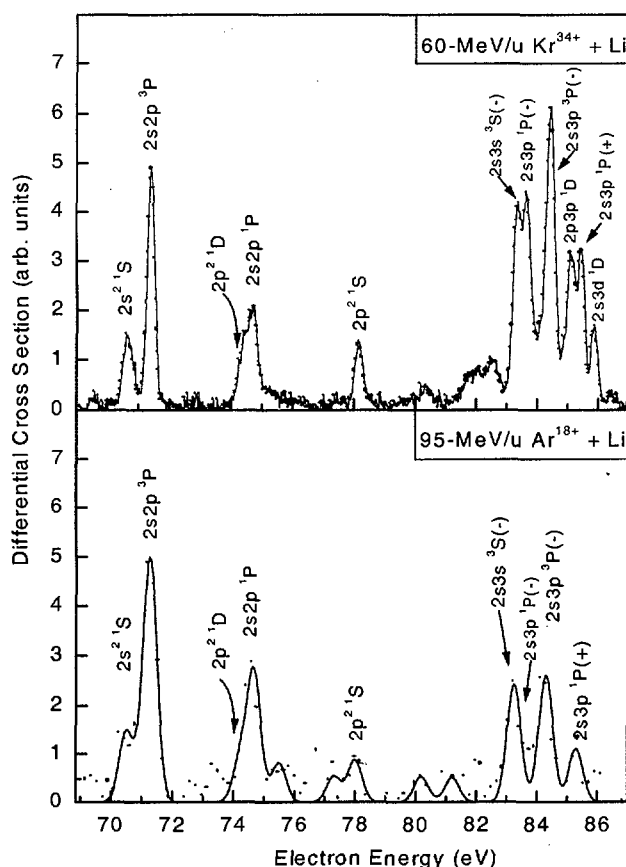 60-MeV/u Kr34+ + Li
7
6
5
4
3
2
1
0
2s2 1S
2s2p 3P
2p2 1D
2s2p 1P
2p2 1S
2s3s 3S(-)
2s3p 1P(-)
2s3p 3P(-)
2p3p 1D
2s3p 1P(+)
2s3d 1D
Differential Cross Section (arb. units)
95-MeV/u Ar18+ + Li
7
6
5
4
3
2
1
0
2s2 1S
2s2p 3P
2p2 1D
2s2p 1P
2p2 1S
2s3s 3S(-)
2s3p 1P(-)
2s3p 3P(-)
2s3p 1P(+)
70 72 74 76 78 80 82 84 86
Electron Energy (eV)